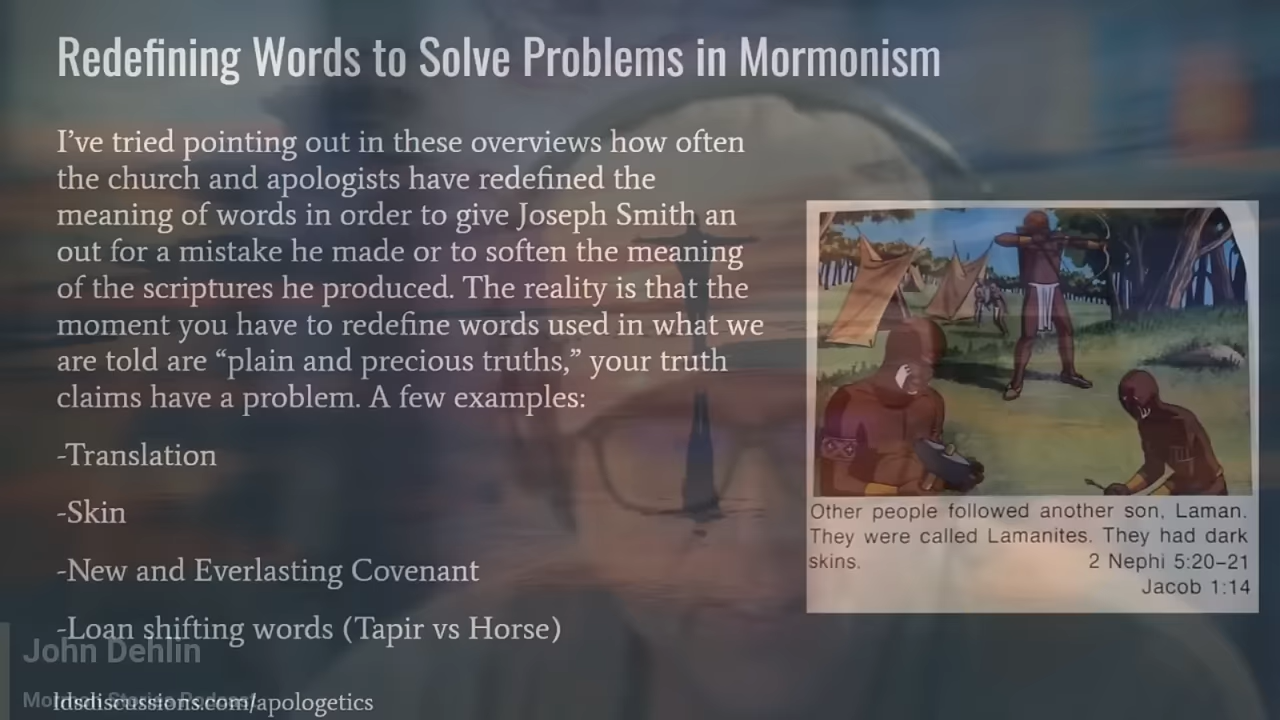 Redefining Words to Solve Problems in Mormonism
I've tried pointing out in these overviews how often
the church and apologists have redefined the
meaning of words in order to give Joseph Smith an
out for a mistake he made or to soften the meaning
of the scriptures he produced. The reality is that the
moment you have to redefine words used in what we
are told are “plain and precious truths,” your truth
claims have a problem. A few examples:
-Translation
-Skin
-New and Everlasting Covenant
-Loan shifting words (Tapir vs Horse)
John Dehlin
Mormon Stories Podcast
ldsdiscussions.com/apologetics
Other people followed another son, Laman.
They were called Lamanites. They had dark
skins. 2 Nephi 5:20–21
Jacob 1:14